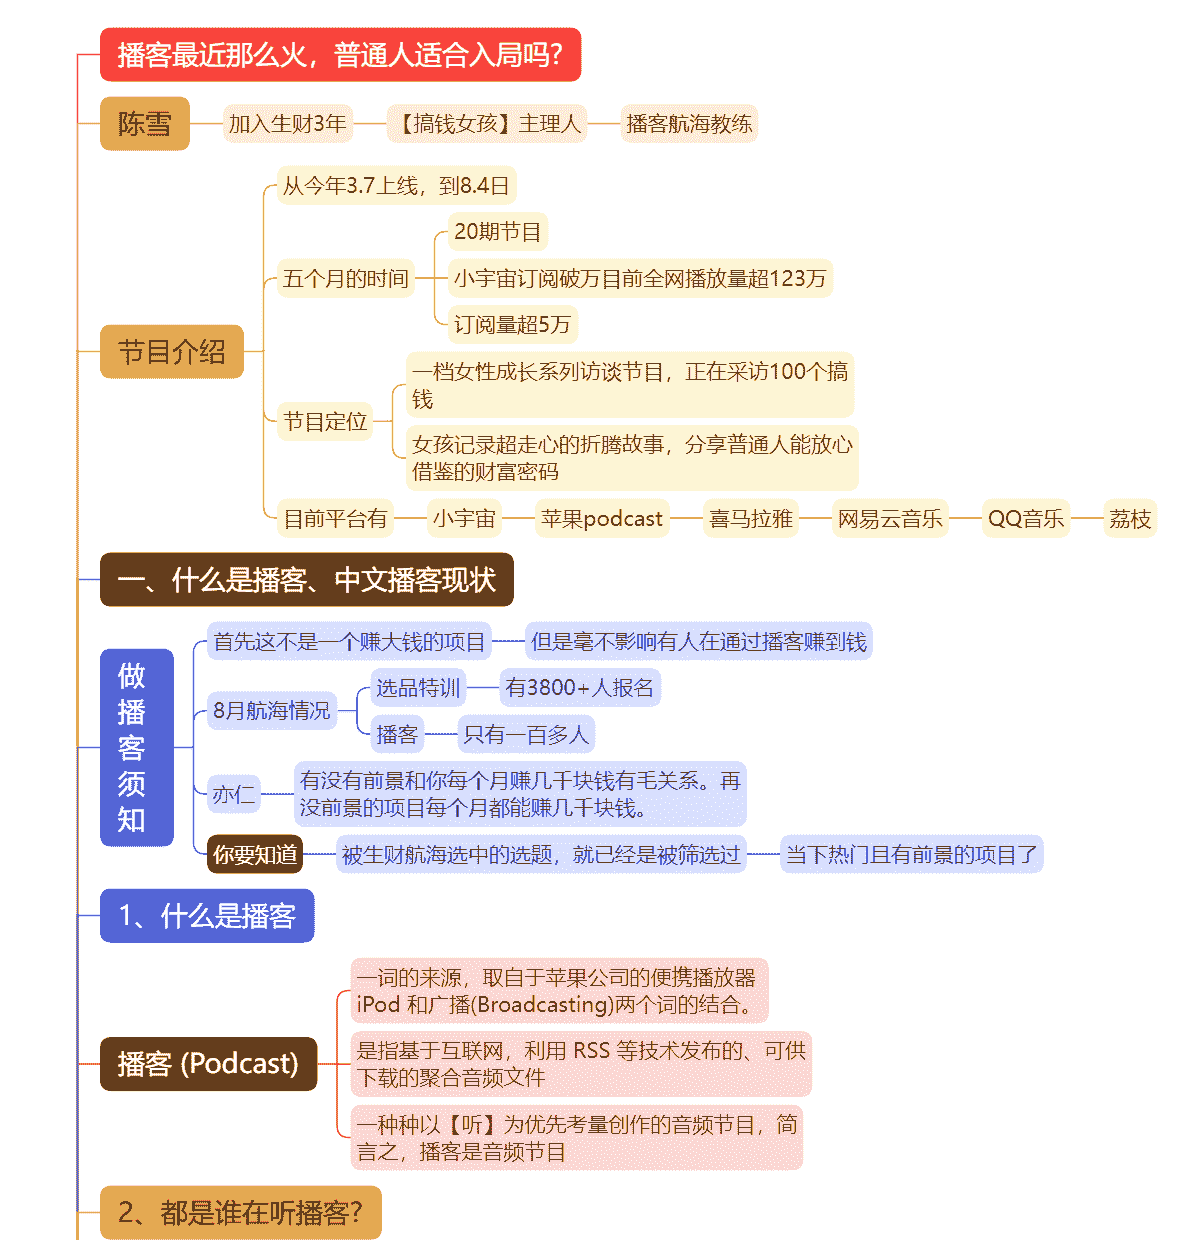 播客最近那么火，普通人适合入局吗?
陈雪
加入生财3年
【搞钱女孩】主理人
播客航海教练
节目介绍
从今年3.7上线，到8.4日
五个月的时间
20期节目
小宇宙订阅破万目前全网播放量超123万
订阅量超5万
节目定位
一档女性成长系列访谈节目，正在采访100个搞
钱
女孩记录超走心的折腾故事，分享普通人能放心
借鉴的财富密码
目前平台有
小宇宙
苹果podcast
喜马拉雅
网易云音乐
QQ音乐
荔枝
一、什么是播客、中文播客现状
做
播
客
须
知
首先这不是一个赚大钱的项目
但是毫不影响有人在通过播客赚到钱
8月航海情况
选品特训
有3800+人报名
播客
只有一百多人
亦仁
有没有前景和你每个月赚几千块钱有毛关系。再
没前景的项目每个月都能赚几千块钱。
你要知道
被生财航海选中的选题，就已经是被筛选过
当下热门且有前景的项目了
1、什么是播客
播客 (Podcast)
一词的来源，取自于苹果公司的便携播放器
iPod 和广播(Broadcasting)两个词的结合。
是指基于互联网，利用 RSS 等技术发布的、可供
下载的聚合音频文件
一种种以【听】为优先考量创作的音频节目，简
言之，播客是音频节目
2、都是谁在听播客?